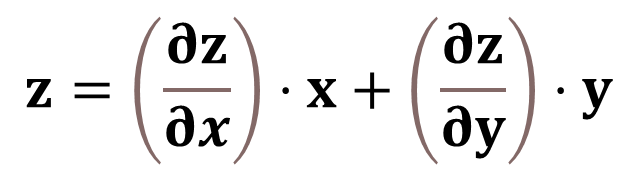 z = (∂z/∂x) · x + (∂z/∂y) · y